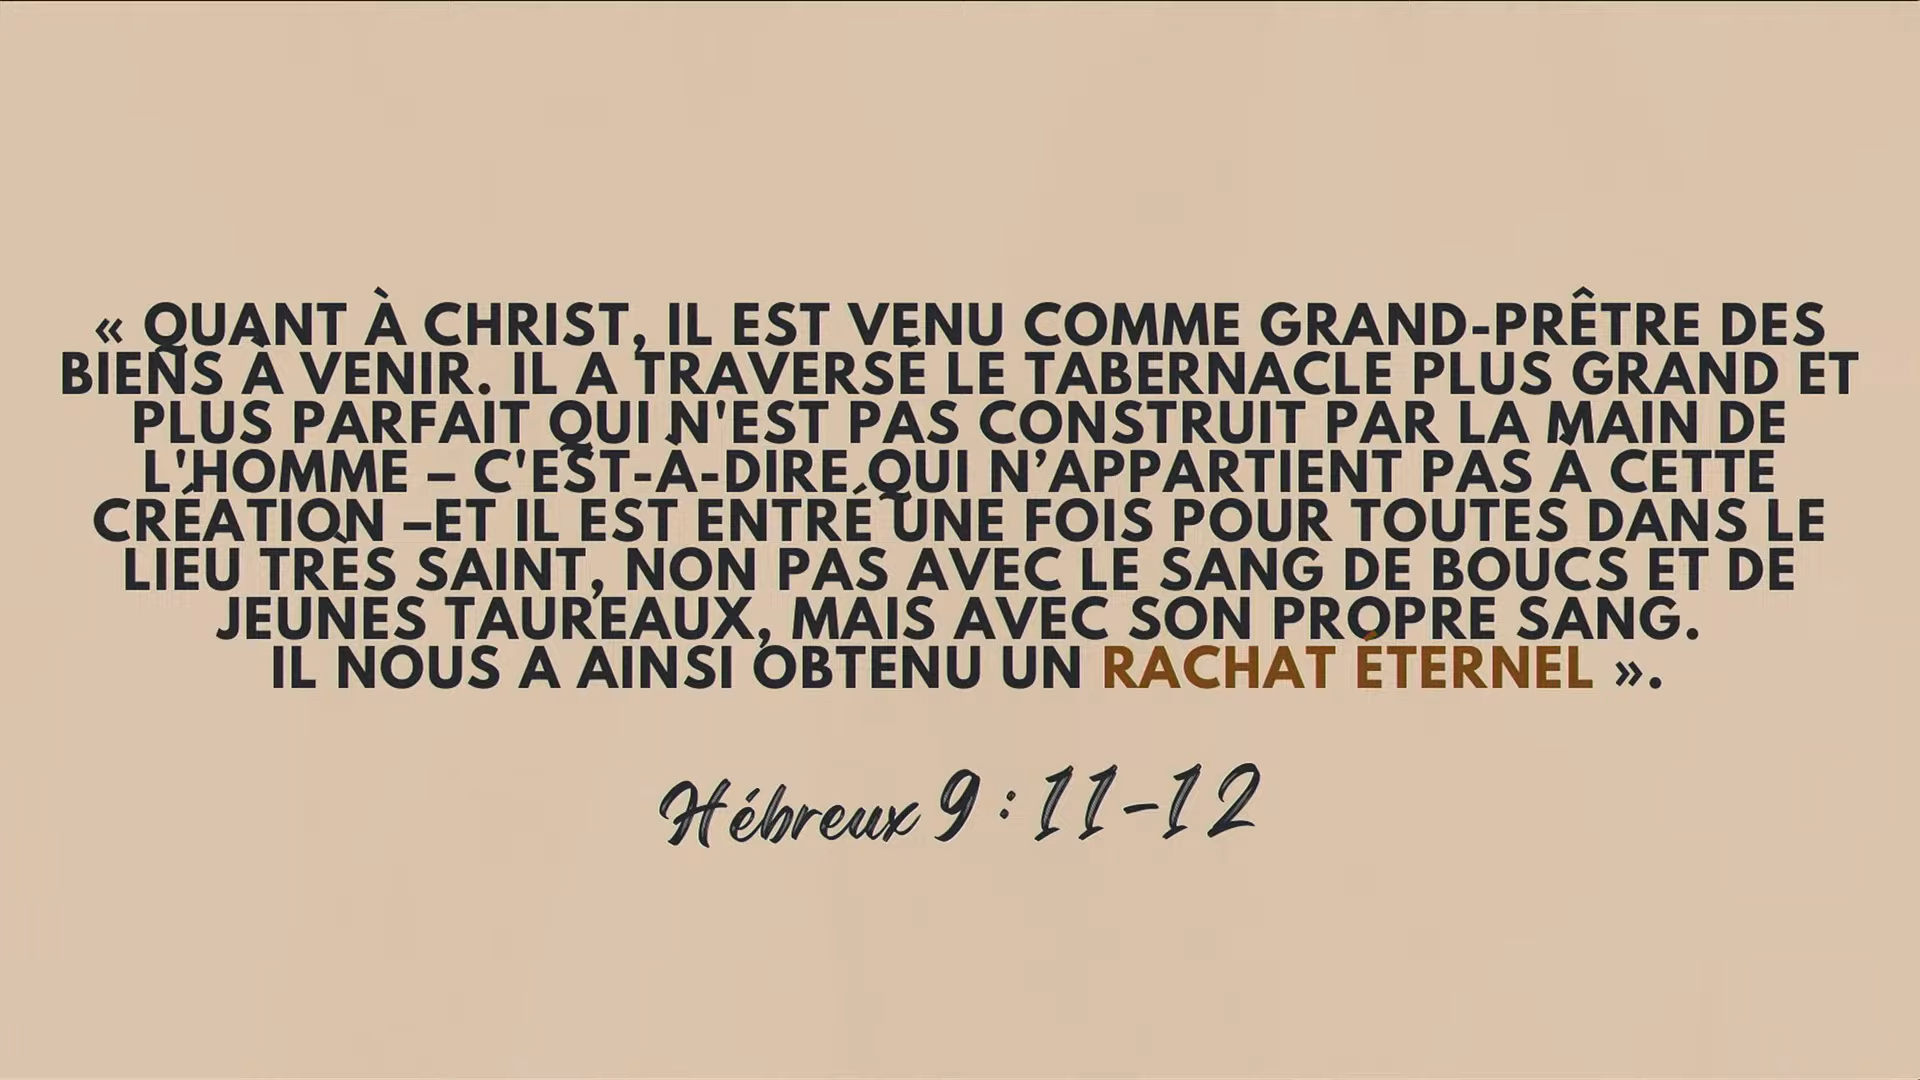 « QUANT À CHRIST, IL EST VENU COMME GRAND-PRÊTRE DES
BIENS À VENIR. IL A TRAVERSÉ LE TABERNACLE PLUS GRAND ET
PLUS PARFAIT QUI N'EST PAS CONSTRUIT PAR LA MAIN DE
L'HOMME – C'EST-À-DIRE QUI N’APPARTIENT PAS À CETTE
CRÉATION –ET IL EST ENTRÉ UNE FOIS POUR TOUTES DANS LE
LIEU TRÈS SAINT, NON PAS AVEC LE SANG DE BOUCS ET DE
JEUNES TAUREAUX, MAIS AVEC SON PROPRE SANG.
IL NOUS A AINSI OBTENU UN RACHAT ÉTERNEL ».
Hébreux 9 : 11-12